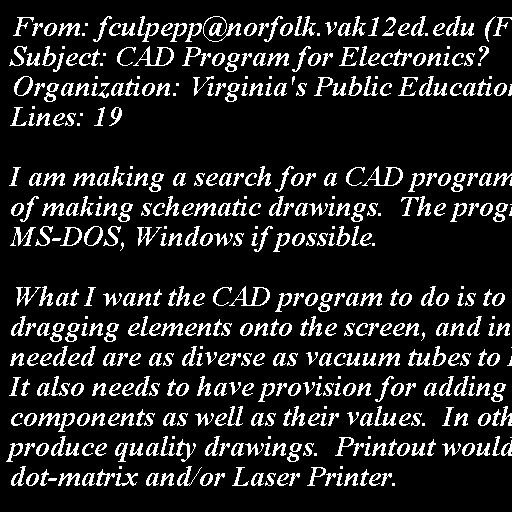 From: fculpepp@norfolk.vak12ed.edu (F
Subject: CAD Program for Electronics?
Organization: Virginia's Public Education
Lines: 19

I am making a search for a CAD program
of making schematic drawings.  The prog
MS-DOS, Windows if possible.

What I want the CAD program to do is to
dragging elements onto the screen, and in
needed are as diverse as vacuum tubes to
It also needs to have provision for adding
components as well as their values.  In oth
produce quality drawings.  Printout would
dot-matrix and/or Laser Printer.